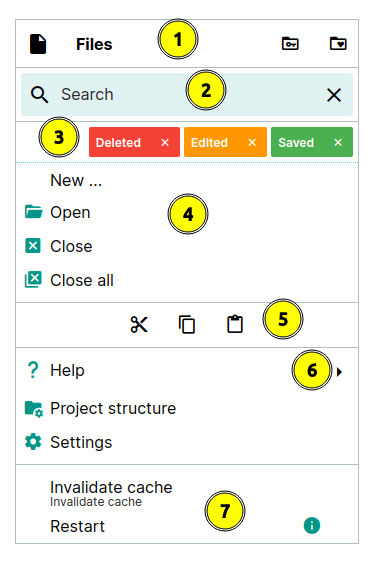 Files 1
Search 2
3 Deleted × Edited × Saved ×
New ...
Open 4
Close
Close all
5
? Help 6
Project structure
Settings
Invalidate cache
Invalidate cache 7
Restart i